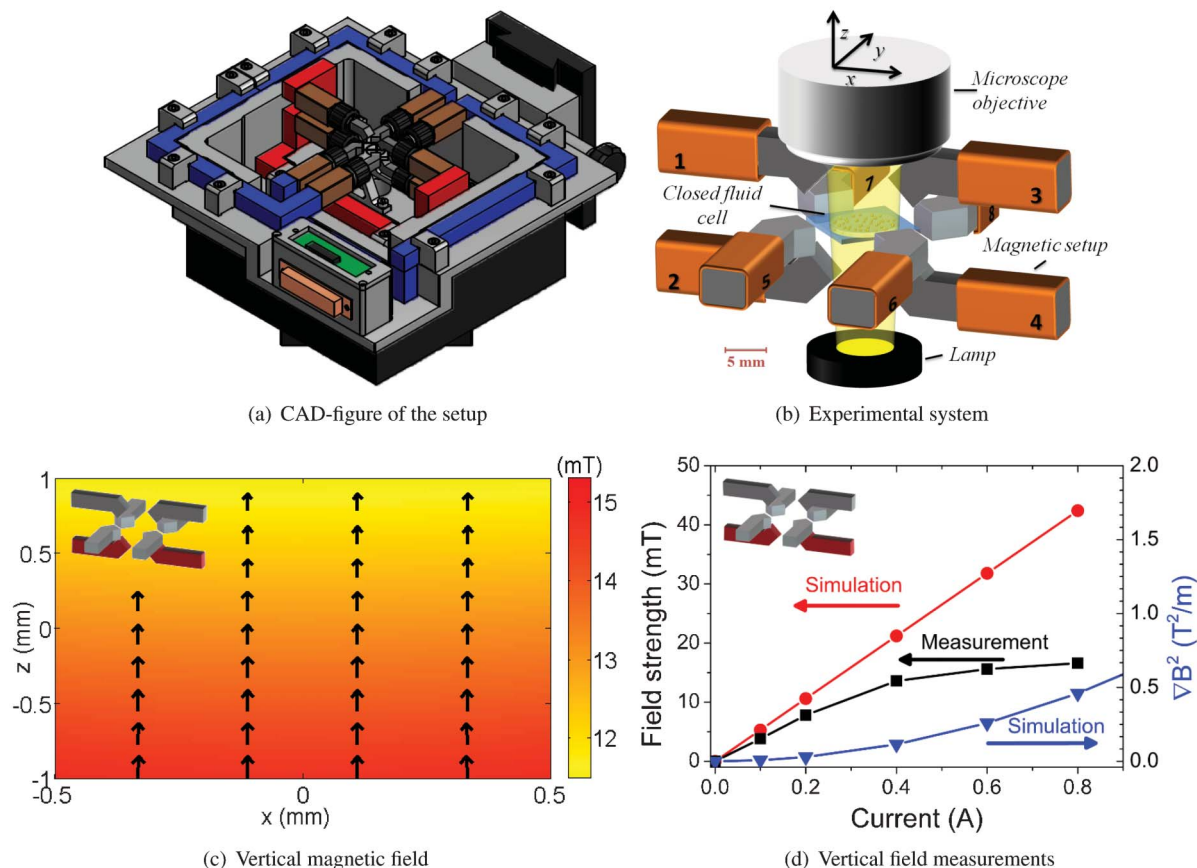 z
y
x
Microscope
objective
1
7
3
Closed fluid
cell
8
Magnetic setup
2
5
6
4
5 mm
Lamp
(a) CAD-figure of the setup
(b) Experimental system
(mT)
1
0.5
0
-0.5
-1
z (mm)
-0.5
0
0.5
x (mm)
15
14
13
12
50
40
30
20
10
0
Field strength (mT)
Simulation
Measurement
Simulation
2.0
1.5
1.0
0.5
0.0
∇B² (T²/m)
0.0
0.2
0.4
0.6
0.8
Current (A)
(c) Vertical magnetic field
(d) Vertical field measurements